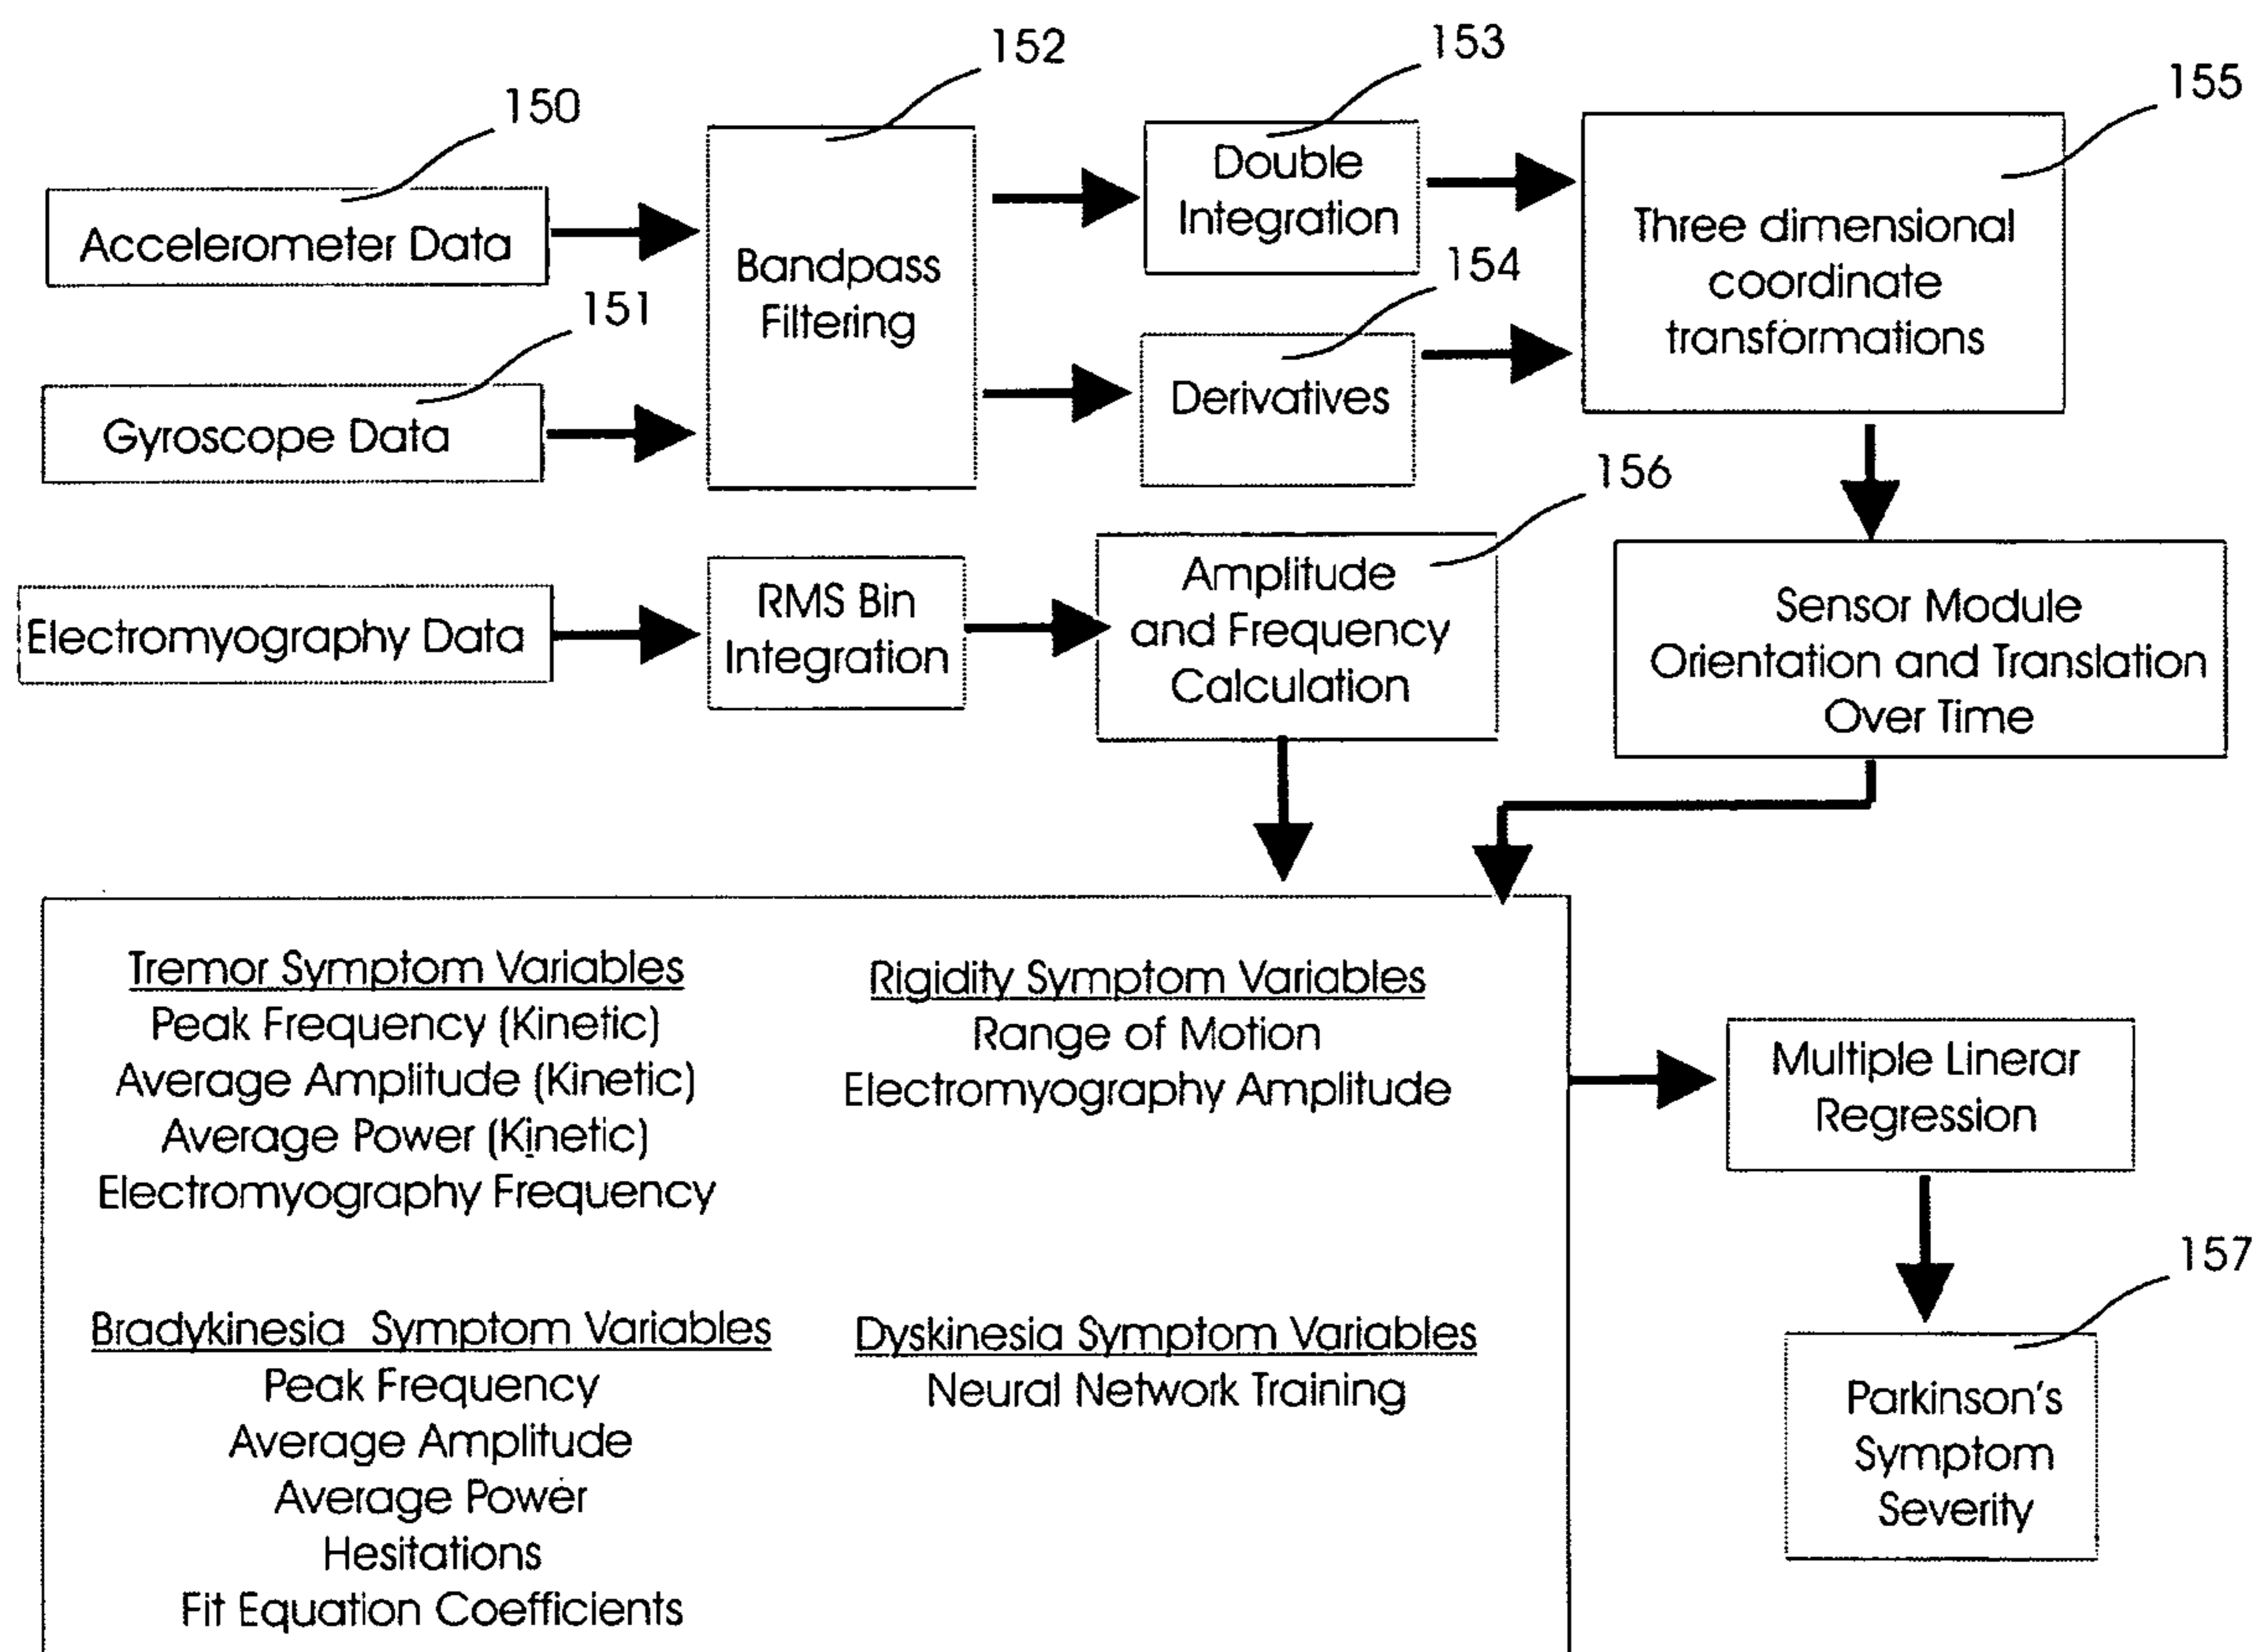 152
153
155
150
Accelerometer Data
Bandpass
Filtering
Double
Integration
Three dimensional
coordinate
transformations
151
154
Gyroscope Data
Derivatives
156
Electromyography Data
RMS Bin
Integration
Amplitude
and Frequency
Calculation
Sensor Module
Orientation and Translation
Over Time
Tremor Symptom Variables
Peak Frequency (Kinetic)
Average Amplitude (Kinetic)
Average Power (Kinetic)
Electromyography Frequency
Rigidity Symptom Variables
Range of Motion
Electromyography Amplitude
Multiple Linerar
Regression
Bradykinesia Symptom Variables
Peak Frequency
Average Amplitude
Average Power
Hesitations
Fit Equation Coefficients
Dyskinesia Symptom Variables
Neural Network Training
157
Parkinson's
Symptom
Severity